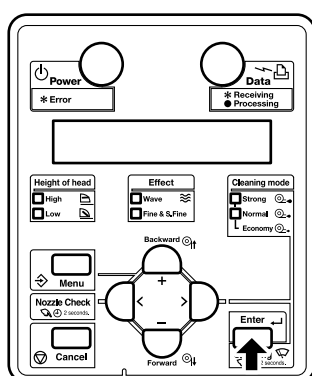 Power
Data
* Error
* Receiving
● Processing
Height of head
High
Low
Effect
Wave
Fine & S.Fine
Cleaning mode
Strong
Normal
Economy
Backward
Menu
+
< >
−
Nozzle Check
2 seconds.
Enter
Cancel
Forward
2 seconds.